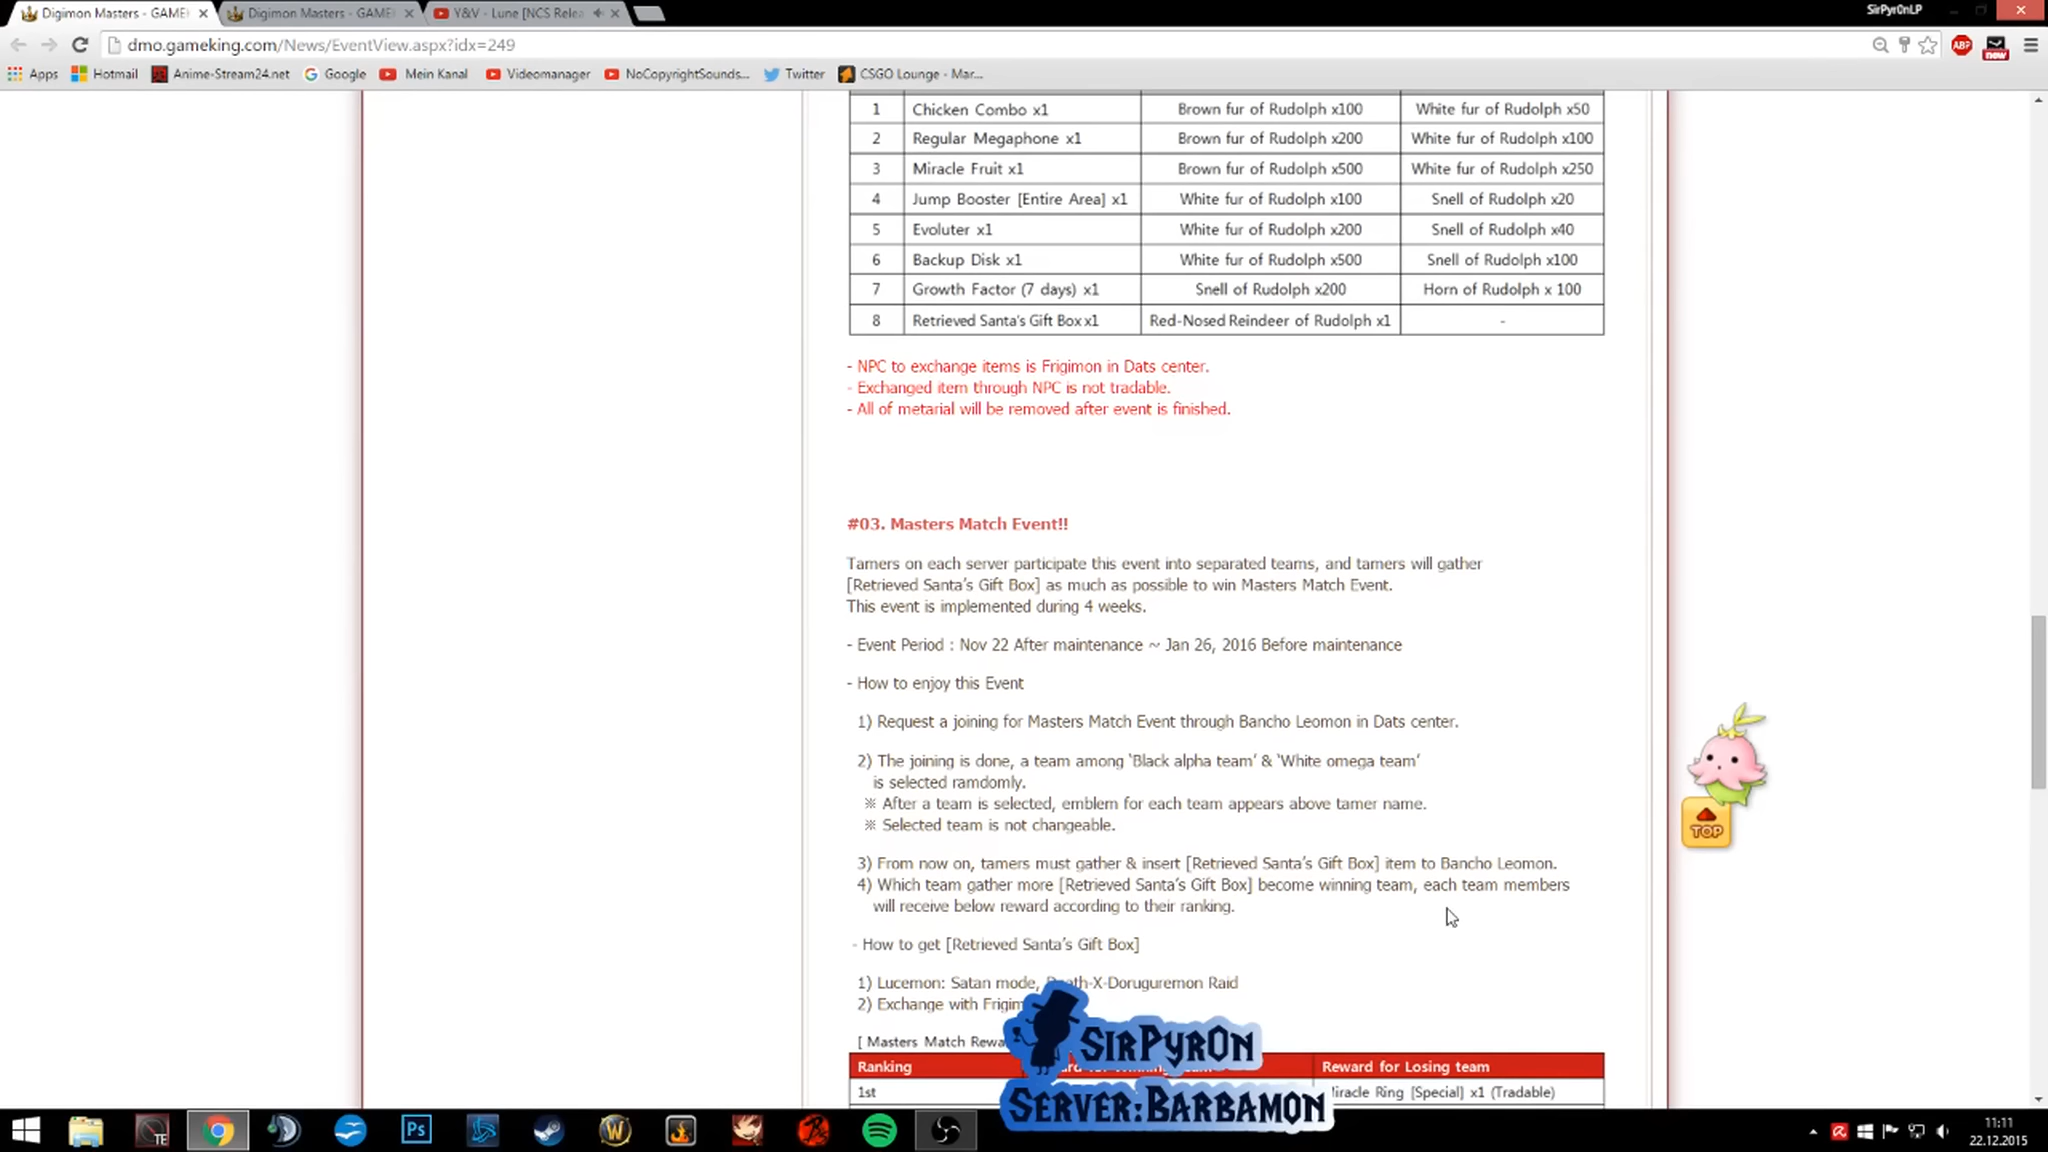 Digimon Masters - GAMEK
Digimon Masters - GAMEK
Y&V - Lune [NCS Relea
SirPyr0nLP
dmo.gameking.com/News/EventView.aspx?idx=249
ABP
new
Apps Hotmail Anime-Stream24.net Google Mein Kanal Videomanager NoCopyrightSounds... Twitter CSGO Lounge - Mar...
1 Chicken Combo x1 Brown fur of Rudolph x100 White fur of Rudolph x50
2 Regular Megaphone x1 Brown fur of Rudolph x200 White fur of Rudolph x100
3 Miracle Fruit x1 Brown fur of Rudolph x500 White fur of Rudolph x250
4 Jump Booster [Entire Area] x1 White fur of Rudolph x100 Snell of Rudolph x20
5 Evoluter x1 White fur of Rudolph x200 Snell of Rudolph x40
6 Backup Disk x1 White fur of Rudolph x500 Snell of Rudolph x100
7 Growth Factor (7 days) x1 Snell of Rudolph x200 Horn of Rudolph x 100
8 Retrieved Santa's Gift Box x1 Red-Nosed Reindeer of Rudolph x1 -
- NPC to exchange items is Frigimon in Dats center.
- Exchanged item through NPC is not tradable.
- All of metarial will be removed after event is finished.
#03. Masters Match Event!!
Tamers on each server participate this event into separated teams, and tamers will gather
[Retrieved Santa's Gift Box] as much as possible to win Masters Match Event.
This event is implemented during 4 weeks.
- Event Period : Nov 22 After maintenance ~ Jan 26, 2016 Before maintenance
- How to enjoy this Event
1) Request a joining for Masters Match Event through Bancho Leomon in Dats center.
2) The joining is done, a team among 'Black alpha team' & 'White omega team'
is selected ramdomly.
※ After a team is selected, emblem for each team appears above tamer name.
※ Selected team is not changeable.
3) From now on, tamers must gather & insert [Retrieved Santa's Gift Box] item to Bancho Leomon.
4) Which team gather more [Retrieved Santa's Gift Box] become winning team, each team members
will receive below reward according to their ranking.
- How to get [Retrieved Santa's Gift Box]
1) Lucemon: Satan mode, Death-X-Doruguremon Raid
2) Exchange with Frigim
[ Masters Match Rewa
Ranking Reward for Losing team
1st Miracle Ring [Special] x1 (Tradable)
TOP
SirPyr0n
Server:Barbamon
TE
Ps
11:11
22.12.2015